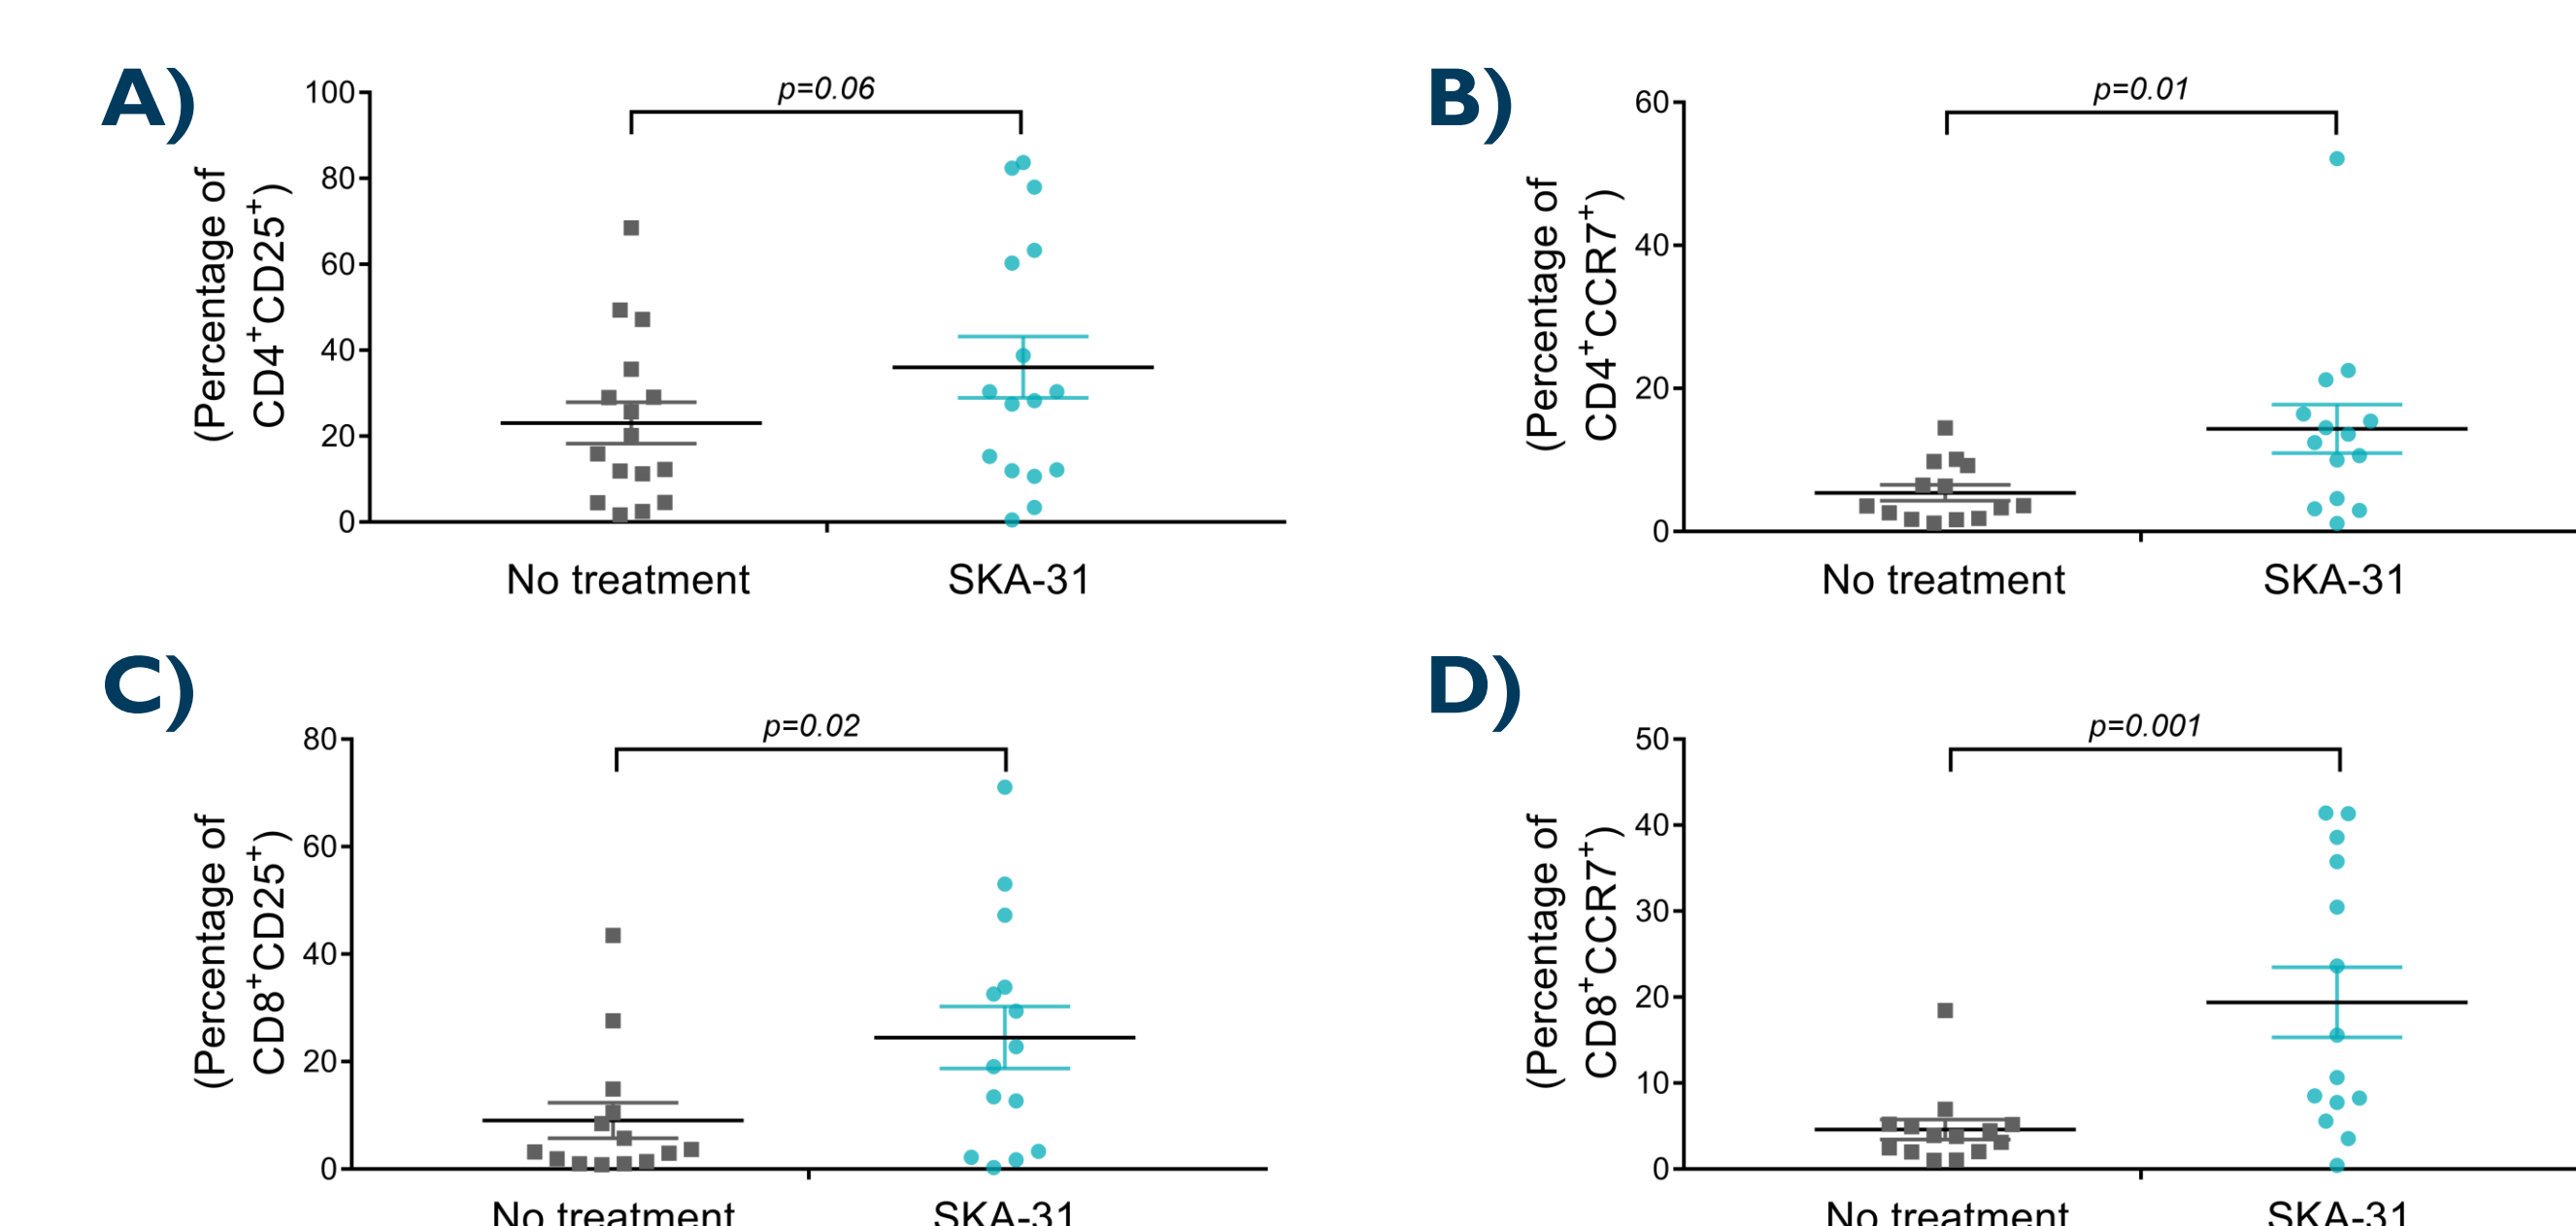 A)
p=0.06
100
80
60
40
20
0
(Percentage of
CD4⁺CD25⁺)
No treatment
SKA-31
B)
p=0.01
60
40
20
0
(Percentage of
CD4⁺CCR7⁺)
No treatment
SKA-31
C)
p=0.02
80
60
40
20
0
(Percentage of
CD8⁺CD25⁺)
No treatment
SKA-31
D)
p=0.001
50
40
30
20
10
0
(Percentage of
CD8⁺CCR7⁺)
No treatment
SKA-31